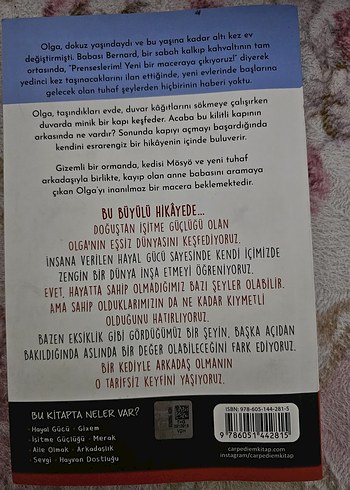 Olga, dokuz yaşındaydı ve bu yaşına kadar altı kez ev
değiştirmişti. Babası Bernard, bir sabah kalkıp kahvaltının tam
ortasında, "Prenseslerim! Yeni bir maceraya çıkıyoruz!" diyerek
yedinci kez taşınacaklarını ilan ettiğinde, yeni evlerinde başlarına
gelecek olan tuhaf şeylerden hiçbirinin haberi yoktu.
Olga, taşındıkları evde, duvar kâğıtlarını sökmeye çalışırken
duvarda minik bir kapı keşfeder. Acaba bu kilitli kapının
arkasında ne vardır? Sonunda kapıyı açmayı başardığında
kendini esrarengiz bir hikâyenin içinde buluverir.
Gizemli bir ormanda, kedisi Mösyö ve yeni tuhaf
arkadaşıyla birlikte, kayıp olan anne babasını aramaya
çıkan Olga'yı inanılmaz bir macera beklemektedir.
BU BÜYÜLÜ HİKÂYEDE...
DOĞUŞTAN İŞİTME GÜÇLÜĞÜ OLAN
OLGA'NIN EŞSİZ DÜNYASINI KEŞFEDİYORUZ.
İNSANA VERİLEN HAYAL GÜCÜ SAYESİNDE KENDİ İÇİMİZDE
ZENGİN BİR DÜNYA İNŞA ETMEYİ ÖĞRENİYORUZ.
EVET, HAYATTA SAHİP OLMADIĞIMIZ BAZI ŞEYLER OLABİLİR.
AMA SAHİP OLDUKLARIMIZIN DA NE KADAR KIYMETLİ
OLDUĞUNU HATIRLIYORUZ.
BAZEN EKSİKLİK GİBİ GÖRDÜĞÜMÜZ BİR ŞEYİN, BAŞKA AÇIDAN
BAKILDIĞINDA ASLINDA BİR DEĞER OLABİLECEĞİNİ FARK EDİYORUZ.
BİR KEDİYLE ARKADAŞ OLMANIN
O TARİFSİZ KEYFİNİ YAŞIYORUZ.
BU KİTAPTA NELER VAR?
·Hayal Gücü · Gizem
·İşitme Güçlüğü · Merak
·Aile Olmak · Arkadaşlık
·Sevgi · Hayvan Dostluğu
ISBN: 978-605-144-281-5
9 786051 442815
carpediemkitap.com
instagram/carpediemkitap